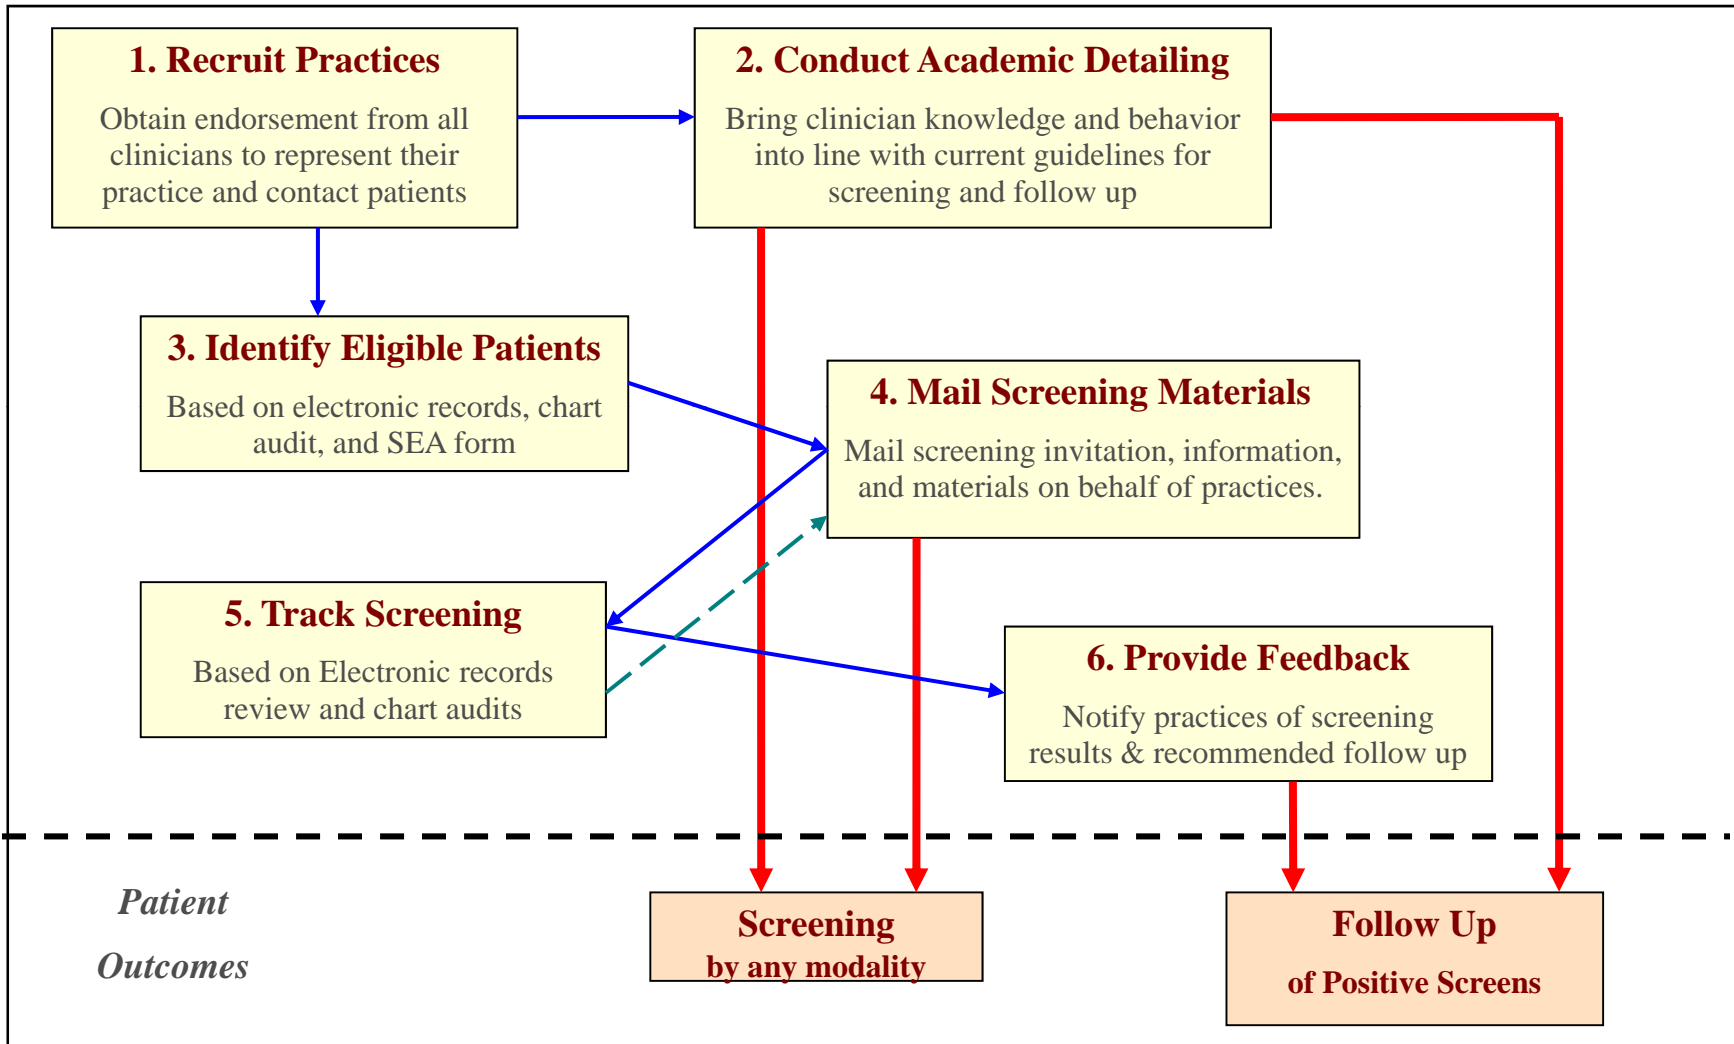 1. Recruit Practices
Obtain endorsement from all
clinicians to represent their
practice and contact patients
2. Conduct Academic Detailing
Bring clinician knowledge and behavior
into line with current guidelines for
screening and follow up
3. Identify Eligible Patients
Based on electronic records, chart
audit, and SEA form
4. Mail Screening Materials
Mail screening invitation, information,
and materials on behalf of practices.
5. Track Screening
Based on Electronic records
review and chart audits
6. Provide Feedback
Notify practices of screening
results & recommended follow up
Patient
Outcomes
Screening
by any modality
Follow Up
of Positive Screens